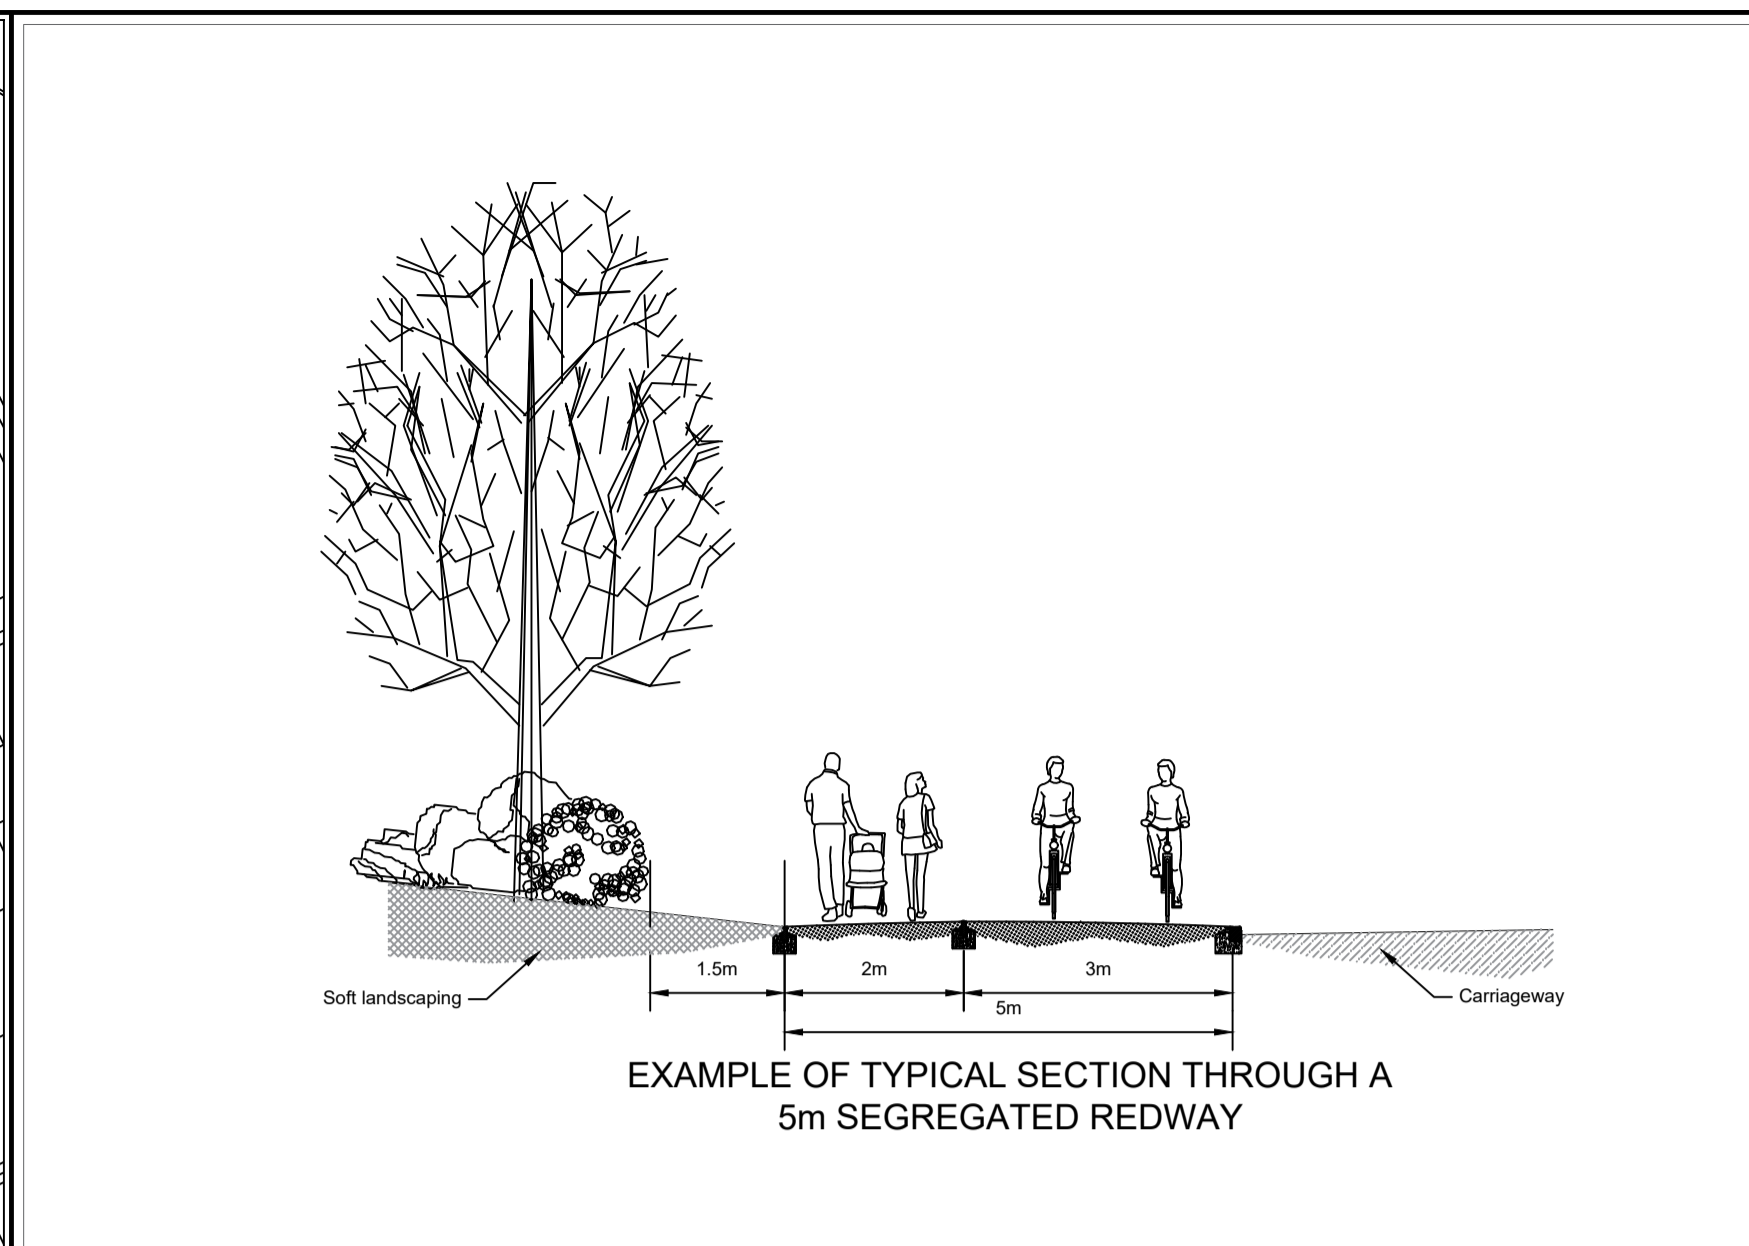 1.5m
2m
3m
Soft landscaping
Carriageway
5m
EXAMPLE OF TYPICAL SECTION THROUGH A
5m SEGREGATED REDWAY